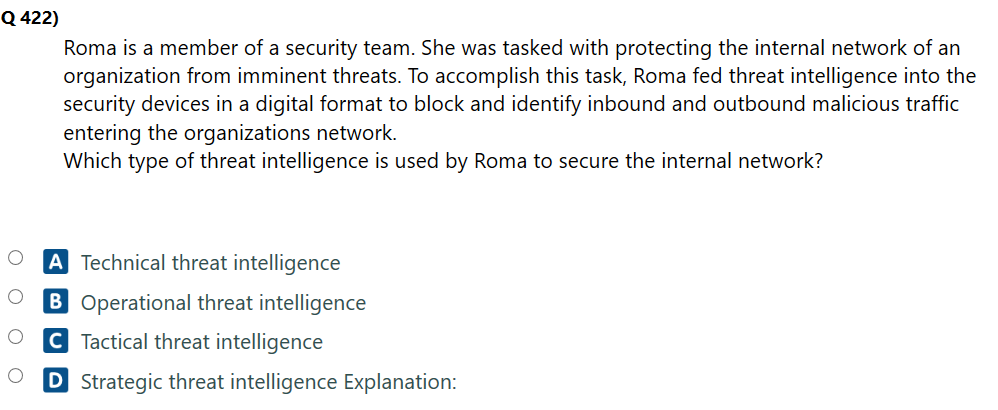 Q 422)
Roma is a member of a security team. She was tasked with protecting the internal network of an
organization from imminent threats. To accomplish this task, Roma fed threat intelligence into the
security devices in a digital format to block and identify inbound and outbound malicious traffic
entering the organizations network.
Which type of threat intelligence is used by Roma to secure the internal network?
A Technical threat intelligence
B Operational threat intelligence
C Tactical threat intelligence
D Strategic threat intelligence Explanation: